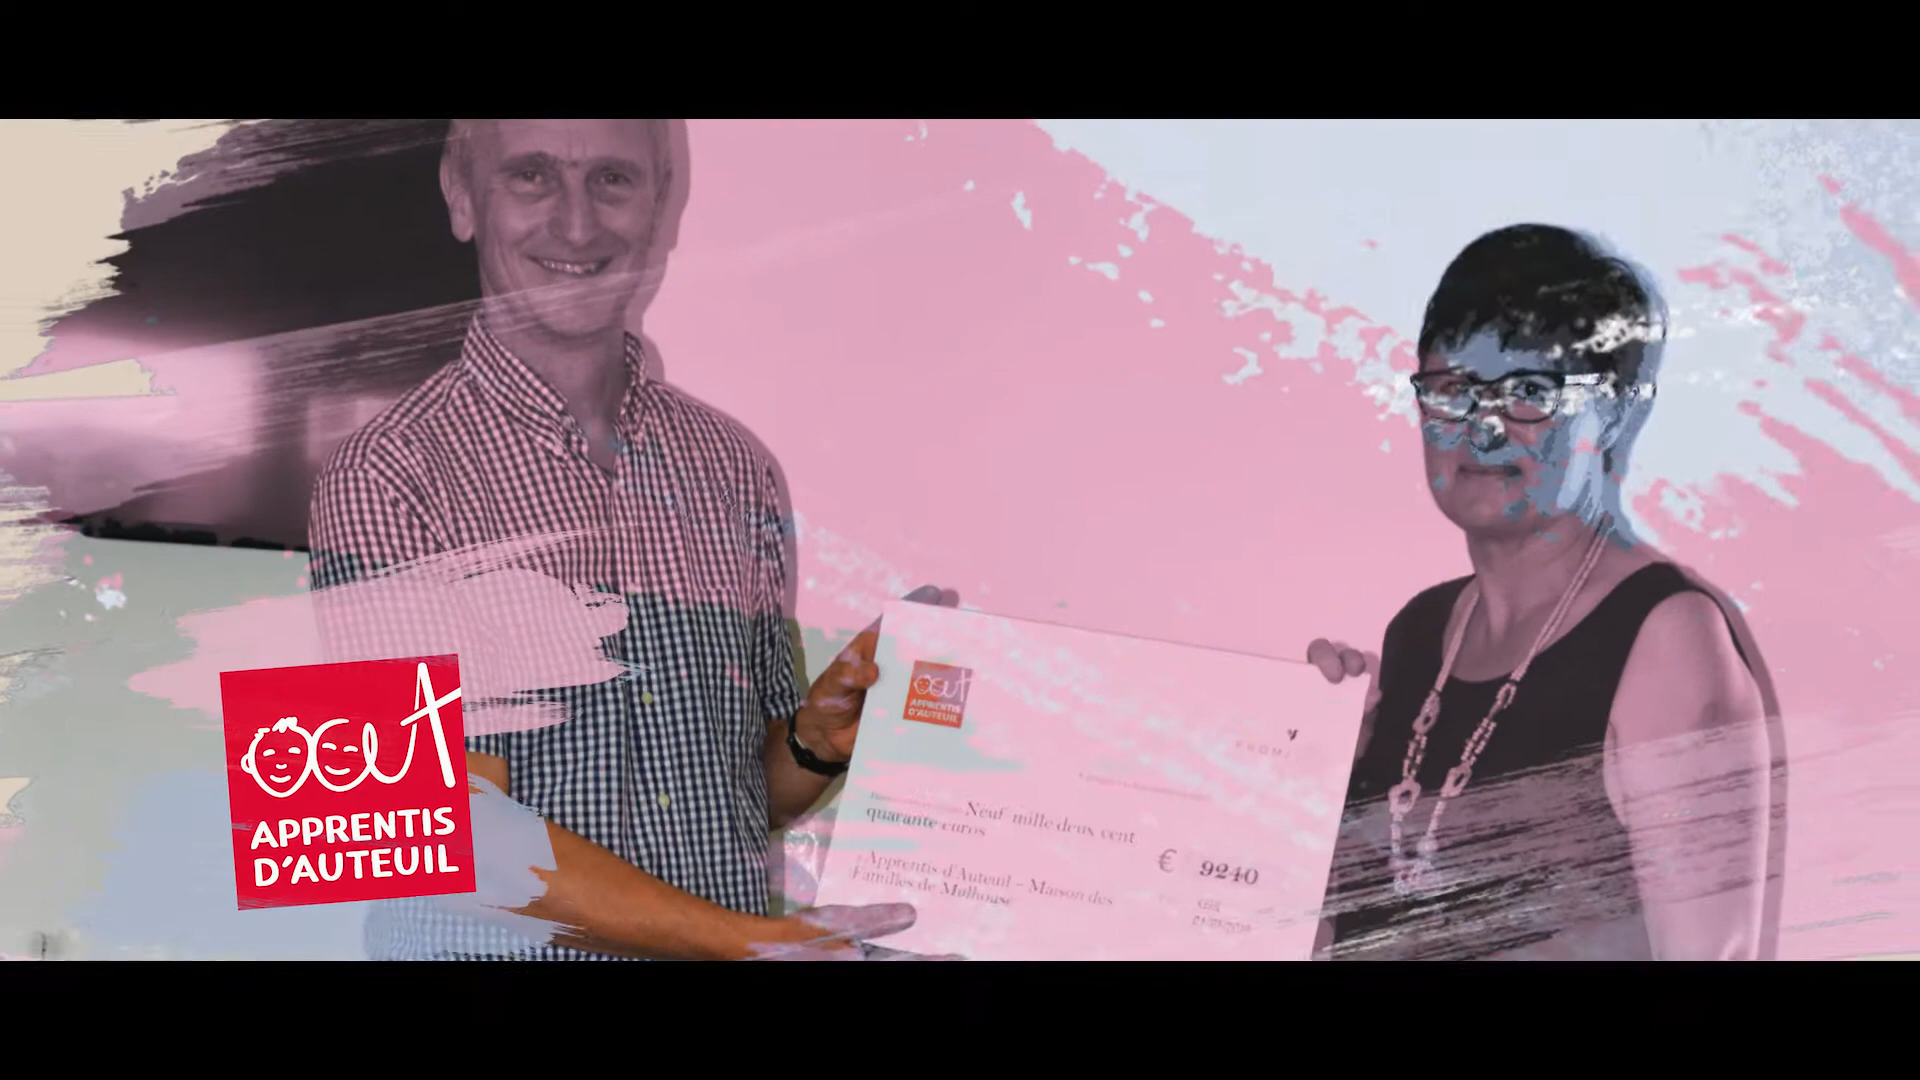 APPRENTIS
D'AUTEUIL
APPRENTIS
D'AUTEUIL
Neuf mille deux cent
quarante euros
€ 9240
Apprentis d'Auteuil – Maison des
Familles de Mulhouse